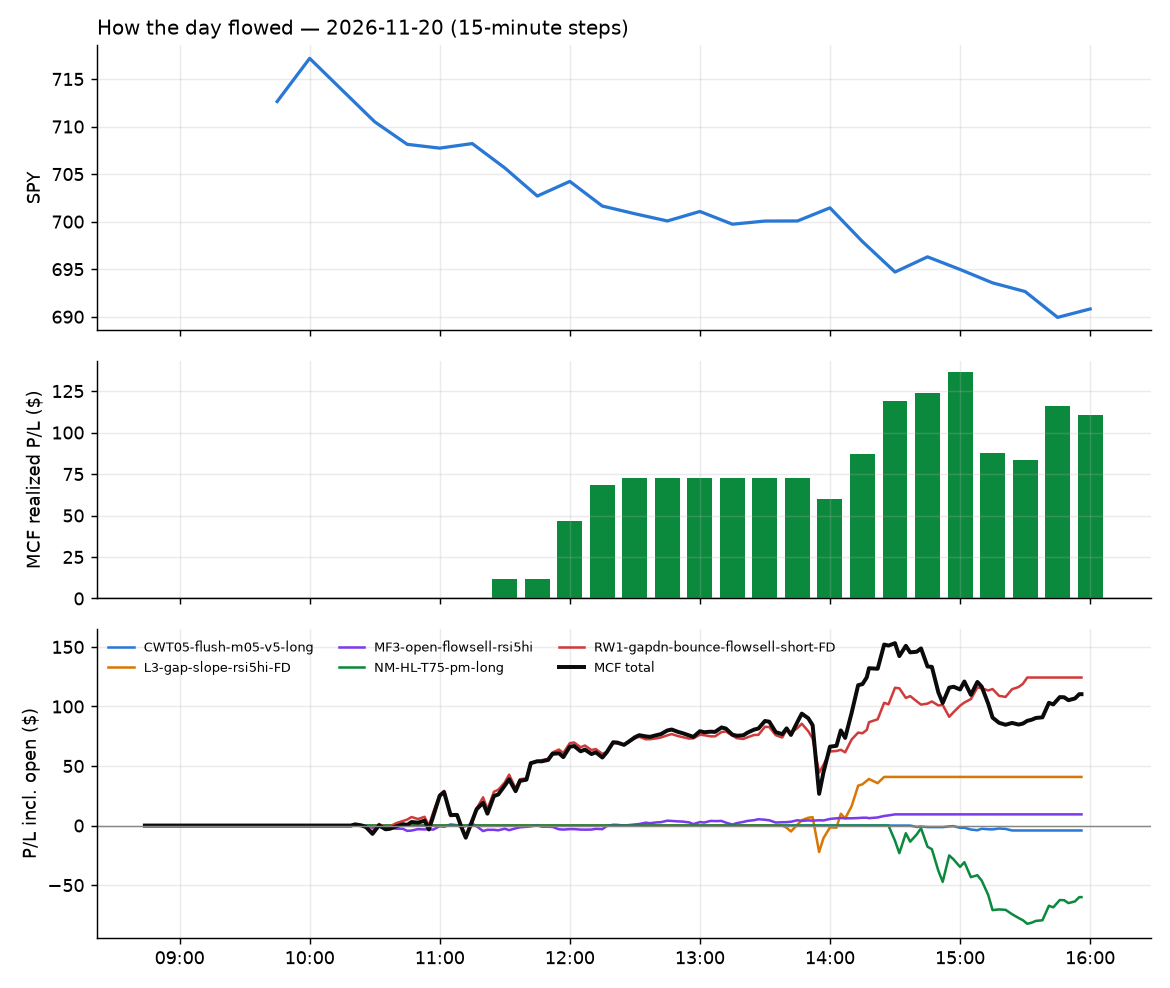 How the day flowed — 2026-11-20 (15-minute steps)
715
710
705
700
695
690
SPY
125
100
75
50
25
0
MCF realized P/L ($)
150
100
50
0
−50
P/L incl. open ($)
CWT05-flush-m05-v5-long
L3-gap-slope-rsi5hi-FD
MF3-open-flowsell-rsi5hi
NM-HL-T75-pm-long
RW1-gapdn-bounce-flowsell-short-FD
MCF total
09:00 10:00 11:00 12:00 13:00 14:00 15:00 16:00